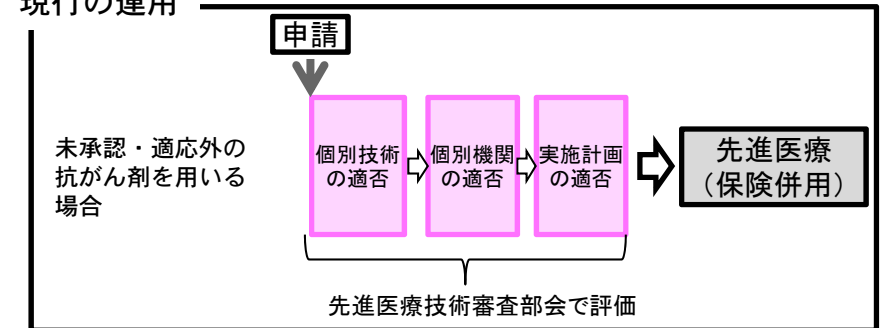 現行の運用
申請
未承認・適応外の
抗がん剤を用いる
場合
個別技術
の適否
個別機関
の適否
実施計画
の適否
先進医療
（保険併用）
先進医療技術審査部会で評価